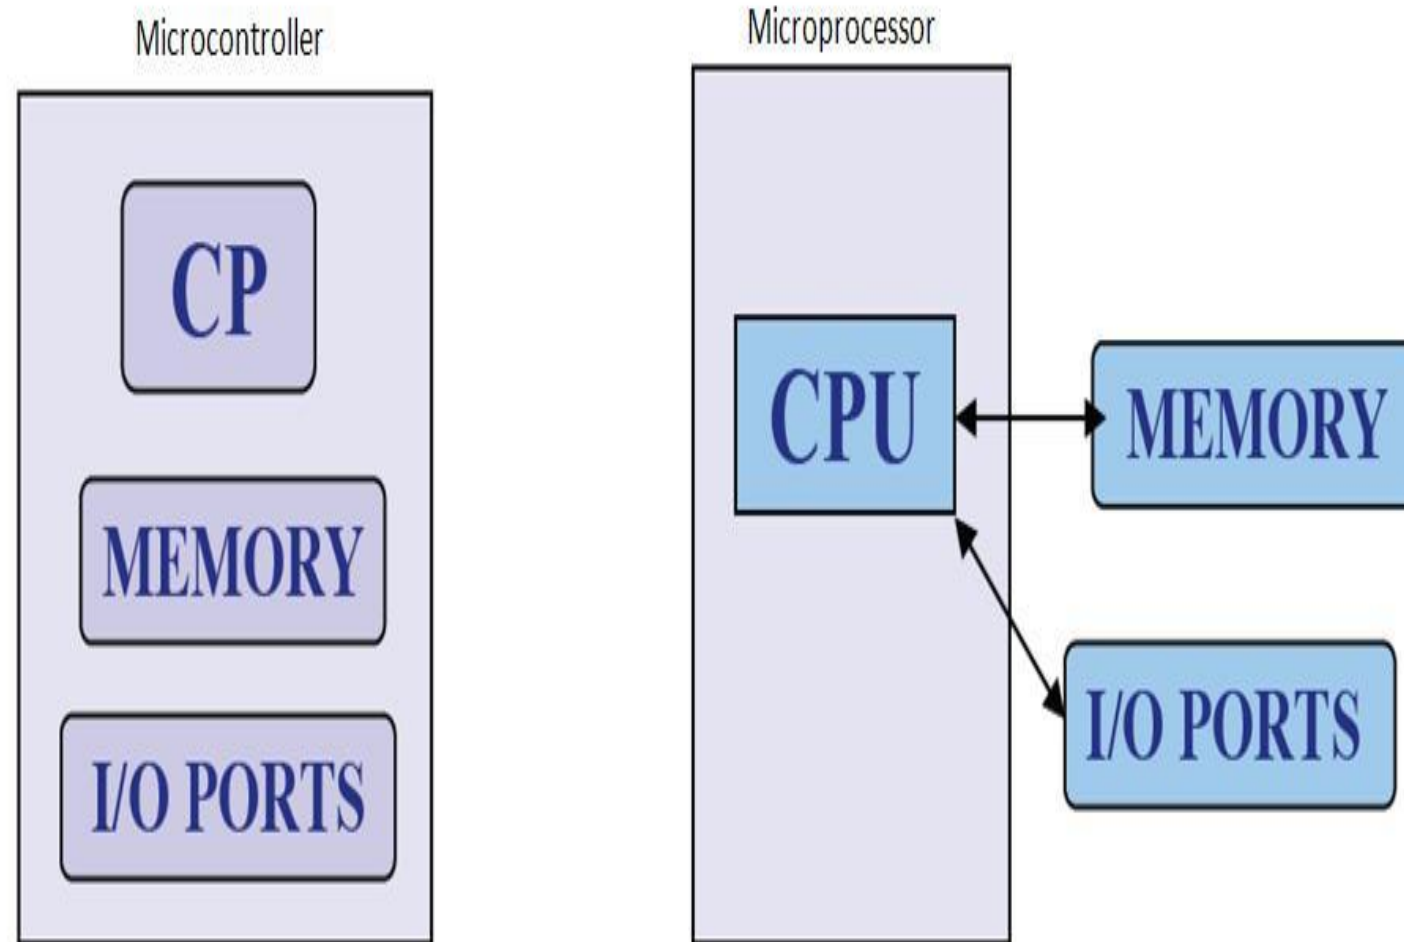 Microcontroller
CP
MEMORY
I/O PORTS
Microprocessor
CPU
MEMORY
I/O PORTS